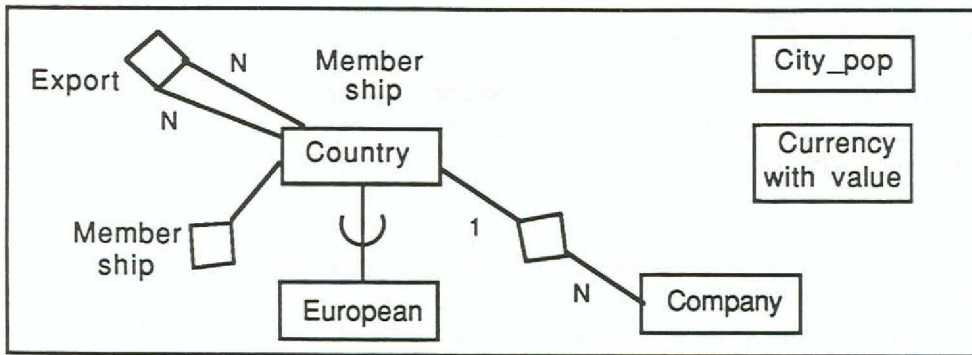 N
Export
N
Member
ship
City_pop
Country
Currency
with value
Member
ship
1
European
N
Company